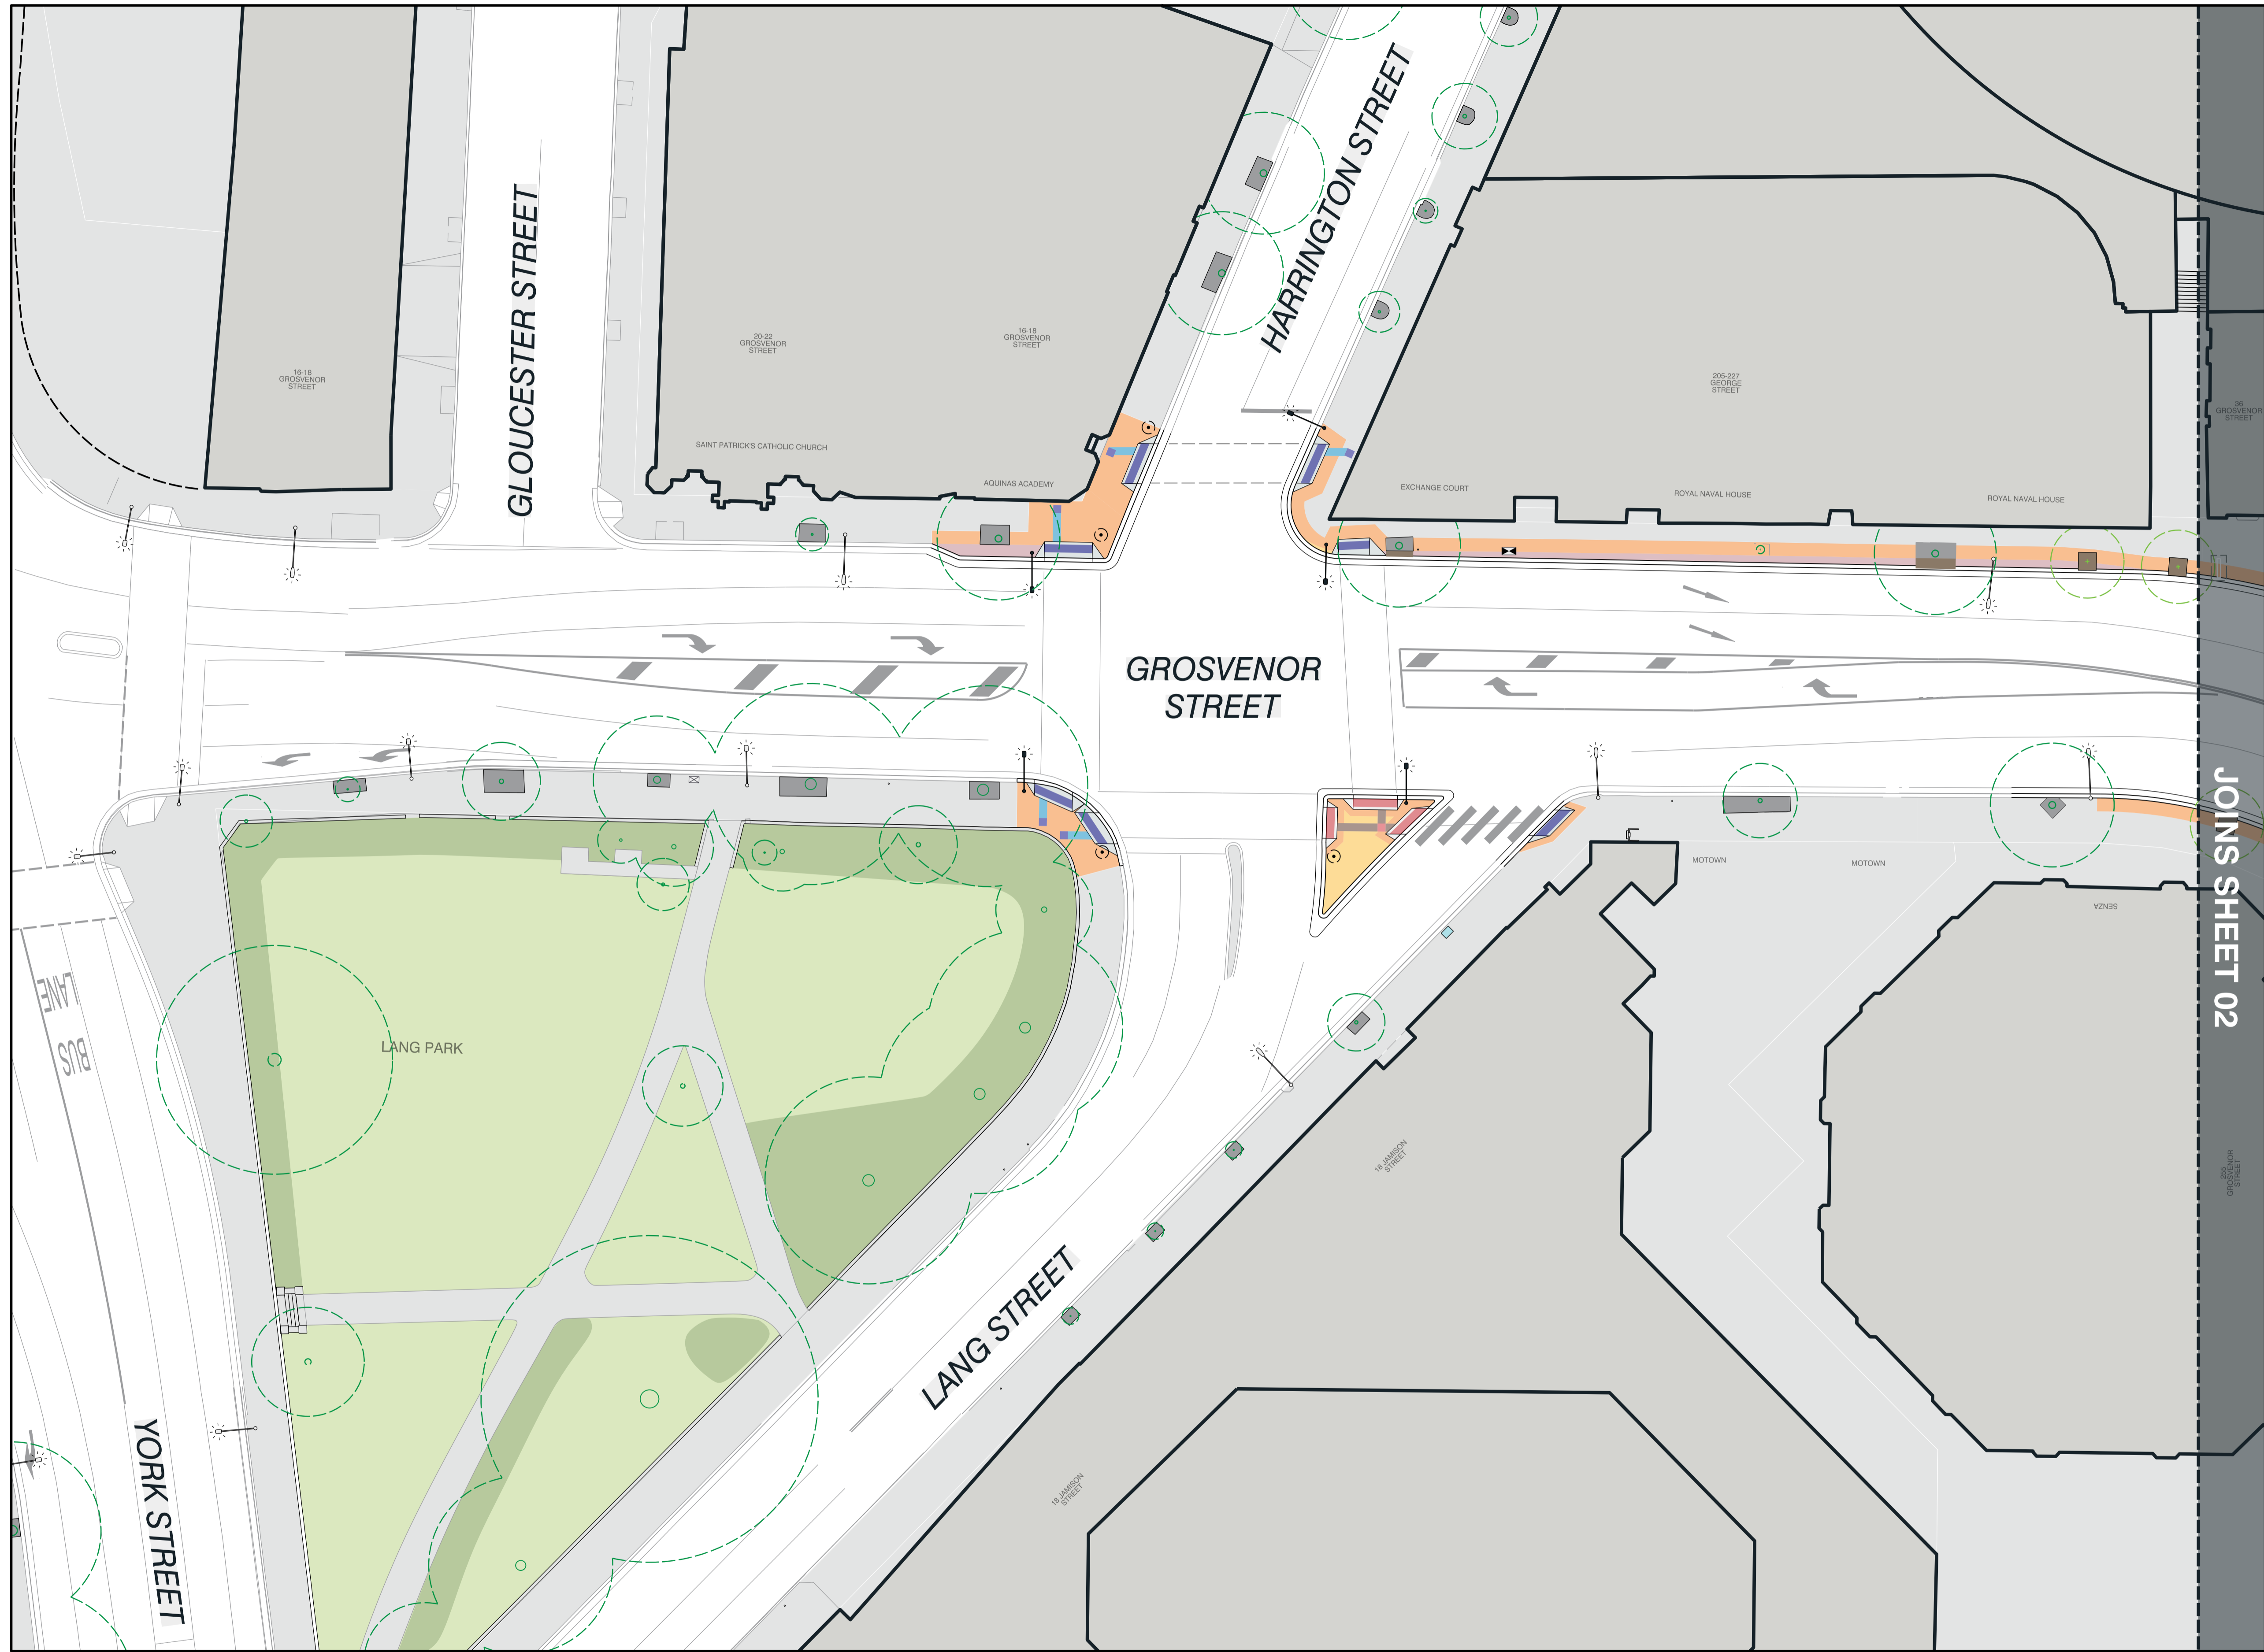 GLOUCESTER STREET
HARRINGTON STREET
20-22
GROSVENOR
STREET
16-18
GROSVENOR
STREET
16-18
GROSVENOR
STREET
205-227
GEORGE
STREET
36
GROSVENOR
STREET
SAINT PATRICK'S CATHOLIC CHURCH
AQUINAS ACADEMY
EXCHANGE COURT
ROYAL NAVAL HOUSE
ROYAL NAVAL HOUSE
GROSVENOR
STREET
JOINS SHEET 02
MOTOWN
MOTOWN
SENZA
LANE
BUS
LANG PARK
18 JAMISON
STREET
255
GROSVENOR
STREET
LANG STREET
YORK STREET
18 JAMISON
STREET